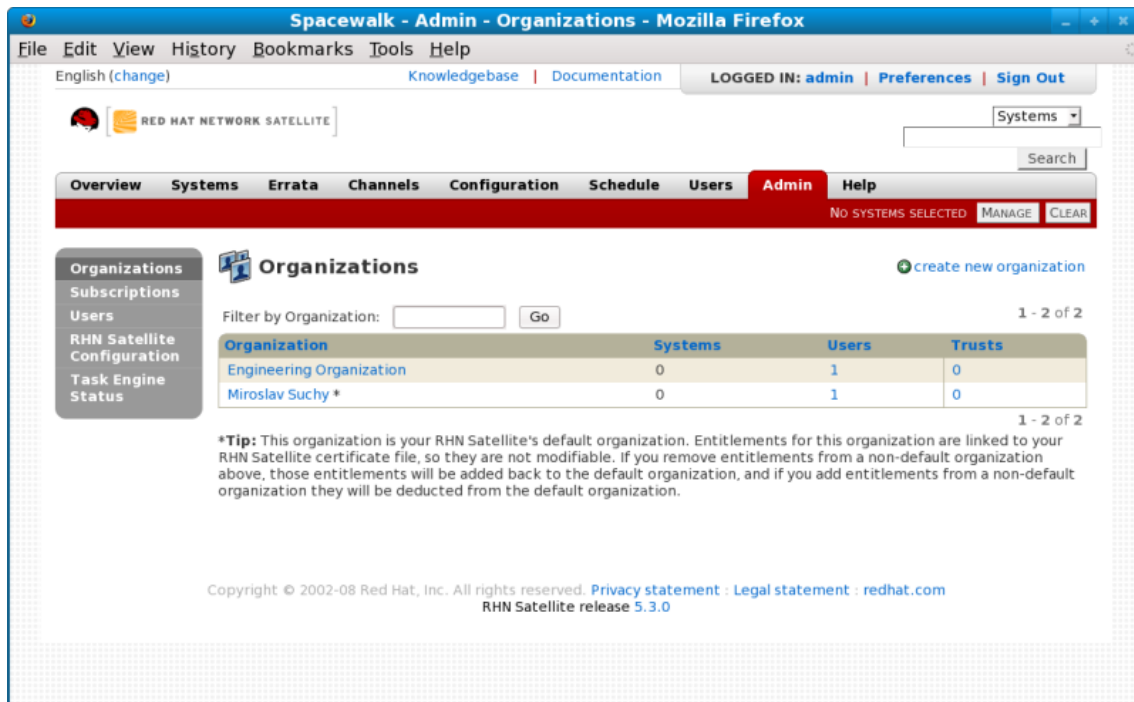 Spacewalk - Admin - Organizations - Mozilla Firefox
File Edit View History Bookmarks Tools Help
English (change) Knowledgebase | Documentation LOGGED IN: admin | Preferences | Sign Out
RED HAT NETWORK SATELLITE
Systems
Search
Overview Systems Errata Channels Configuration Schedule Users Admin Help
NO SYSTEMS SELECTED MANAGE CLEAR
Organizations
Subscriptions
Users
RHN Satellite
Configuration
Task Engine
Status
Organizations
create new organization
Filter by Organization: Go
1 - 2 of 2
Organization Systems Users Trusts
Engineering Organization 0 1 0
Miroslav Suchy * 0 1 0
1 - 2 of 2
*Tip: This organization is your RHN Satellite's default organization. Entitlements for this organization are linked to your
RHN Satellite certificate file, so they are not modifiable. If you remove entitlements from a non-default organization
above, those entitlements will be added back to the default organization, and if you add entitlements from a non-default
organization they will be deducted from the default organization.
Copyright © 2002-08 Red Hat, Inc. All rights reserved. Privacy statement : Legal statement : redhat.com
RHN Satellite release 5.3.0